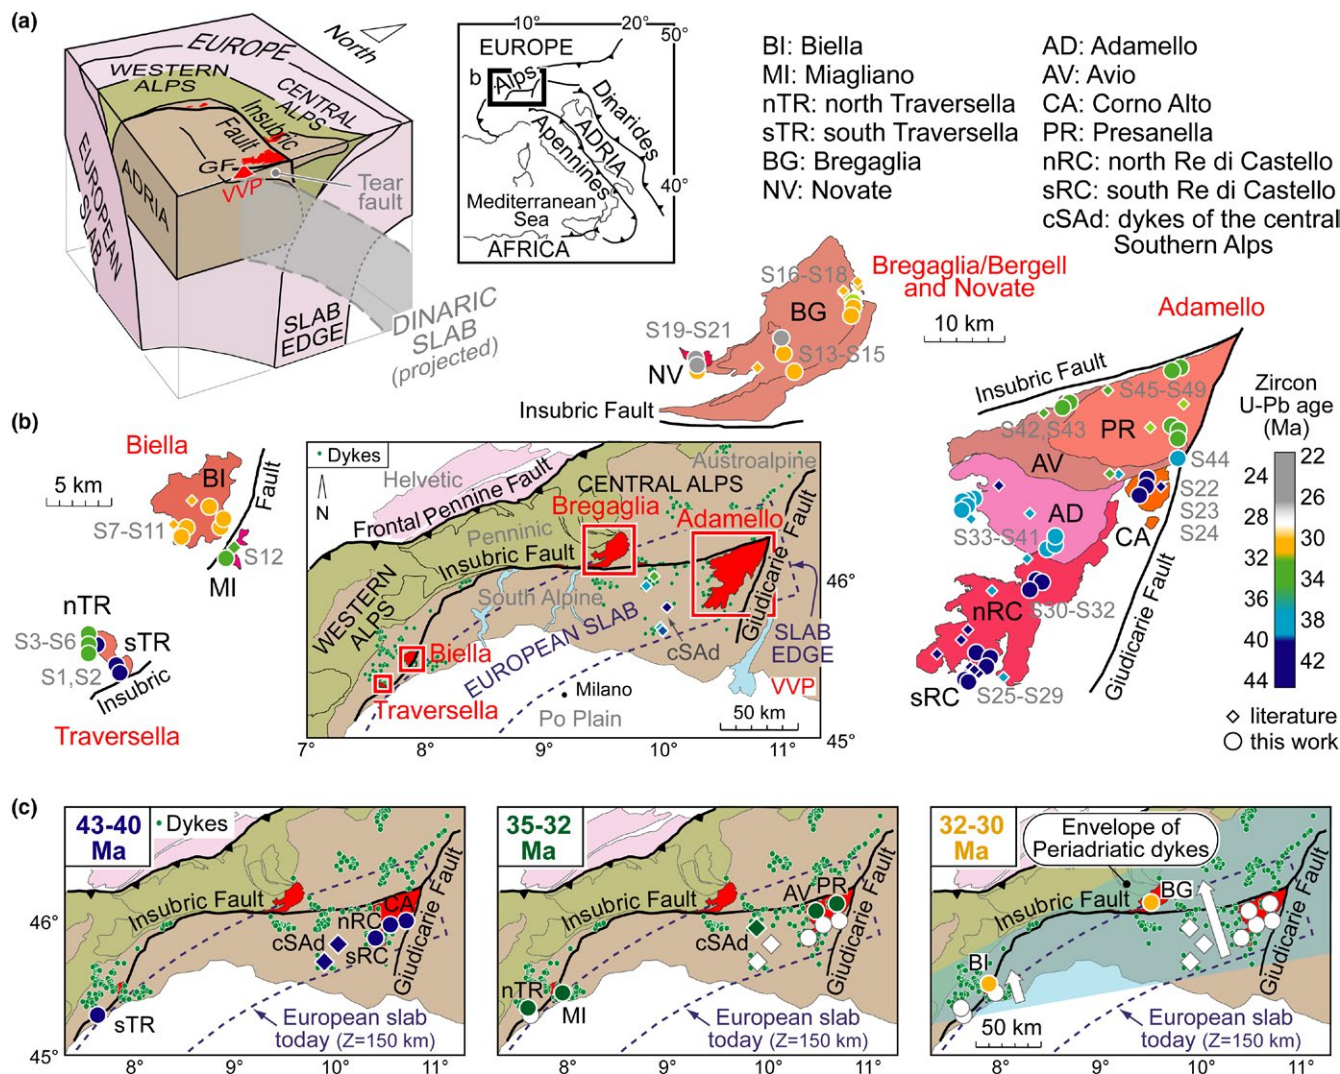 (a)
EUROPE
North
WESTERN
ALPS
CENTRAL
ALPS
Insubric
Fault
ADRIA
GF
VVP
Tear
fault
EUROPEAN
SLAB
SLAB
EDGE
DINARIC
SLAB
(projected)
10°
20°
50°
EUROPE
b
Alps
Dinarides
ADRIA
Apennines
40°
Mediterranean
Sea
AFRICA
BI: Biella
MI: Miagliano
nTR: north Traversella
sTR: south Traversella
BG: Bregaglia
NV: Novate
AD: Adamello
AV: Avio
CA: Corno Alto
PR: Presanella
nRC: north Re di Castello
sRC: south Re di Castello
cSAd: dykes of the central
Southern Alps
Bregaglia/Bergell
and Novate
S16-S18
BG
S19-S21
S13-S15
NV
Insubric Fault
10 km
Adamello
Insubric Fault
S45-S49
S42 S43
PR
S44
AV
S22
S23
S24
AD
CA
S33-S41
nRC
S30-S32
sRC
S25-S29
Giudicarie Fault
Zircon
U-Pb age
(Ma)
22
24
26
28
30
32
34
36
38
40
42
44
literature
this work
(b)
Biella
5 km
BI
Fault
S7-S11
S12
MI
nTR
sTR
S3-S6
S1,S2
Insubric
Traversella
Dykes
N
Helvetic
Austroalpine
Frontal Pennine Fault
CENTRAL ALPS
Bregaglia
Adamello
Penninic
Insubric Fault
Giudicarie Fault
46°
WESTERN
ALPS
South Alpine
EUROPEAN SLAB
cSAd
SLAB
EDGE
Biella
Traversella
Milano
VVP
Po Plain
50 km
45°
7°
8°
9°
10°
11°
(c)
43-40
Ma
Dykes
Insubric Fault
46°
CA
nRC
cSAd
sRC
Giudicarie Fault
sTR
European slab
today (Z=150 km)
45°
8°
9°
10°
11°
35-32
Ma
Insubric Fault
AV
PR
cSAd
Giudicarie Fault
nTR
MI
European slab
today (Z=150 km)
8°
9°
10°
11°
32-30
Ma
Envelope of
Periadriatic dykes
BG
Insubric Fault
BI
Giudicarie Fault
50 km
European slab
today (Z=150 km)
8°
9°
10°
11°